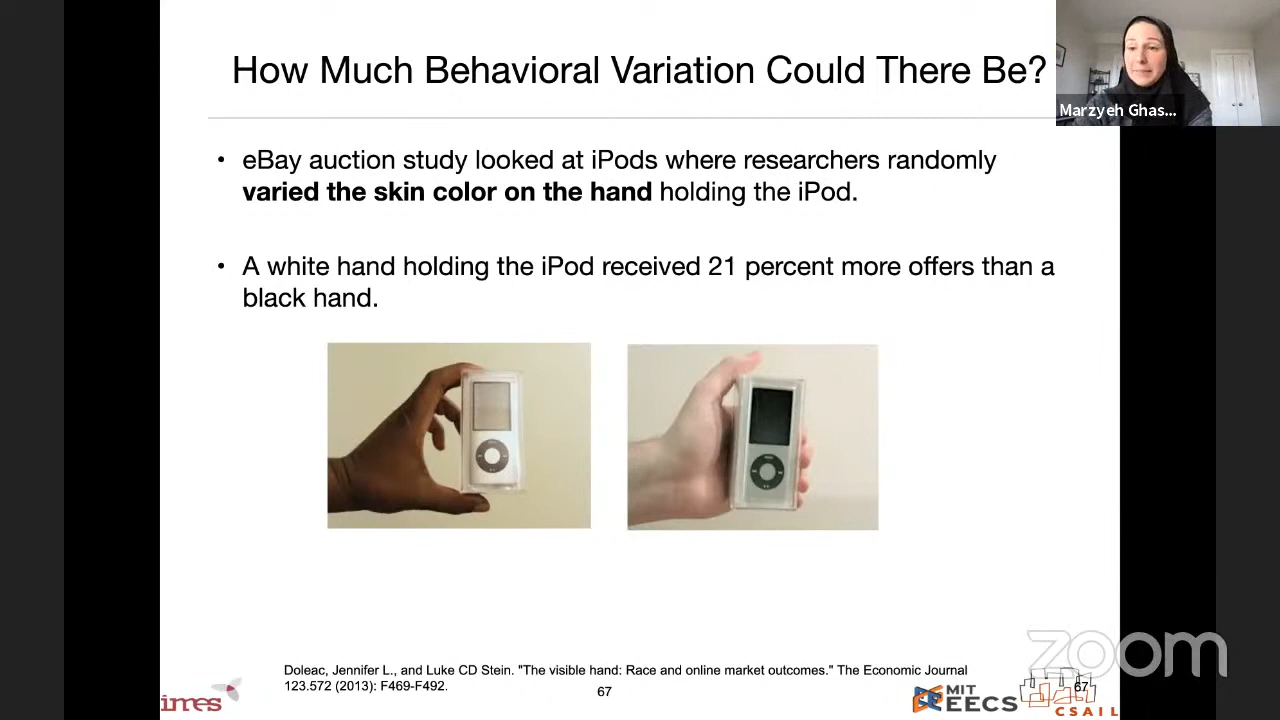 How Much Behavioral Variation Could There Be?
Marzyeh Ghas...
• eBay auction study looked at iPods where researchers randomly
varied the skin color on the hand holding the iPod.
• A white hand holding the iPod received 21 percent more offers than a
black hand.
Doleac, Jennifer L., and Luke CD Stein. "The visible hand: Race and online market outcomes." The Economic Journal
123.572 (2013): F469-F492.
67
zoom
67
imes
MIT
EECS
CSAIL